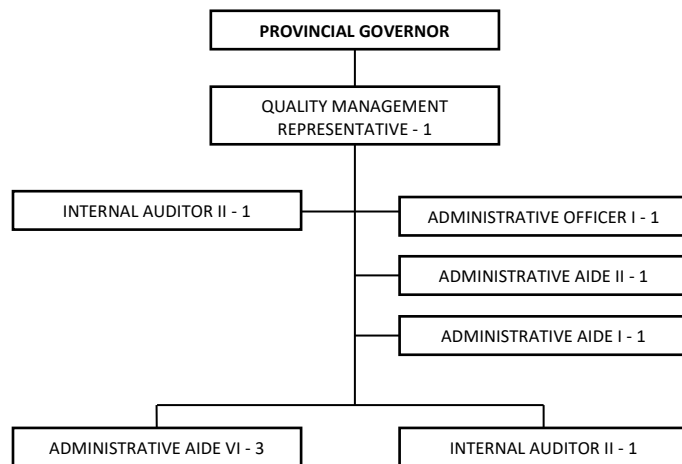 PROVINCIAL GOVERNOR
QUALITY MANAGEMENT
REPRESENTATIVE - 1
INTERNAL AUDITOR II - 1
ADMINISTRATIVE OFFICER I - 1
ADMINISTRATIVE AIDE II - 1
ADMINISTRATIVE AIDE I - 1
ADMINISTRATIVE AIDE VI - 3
INTERNAL AUDITOR II - 1